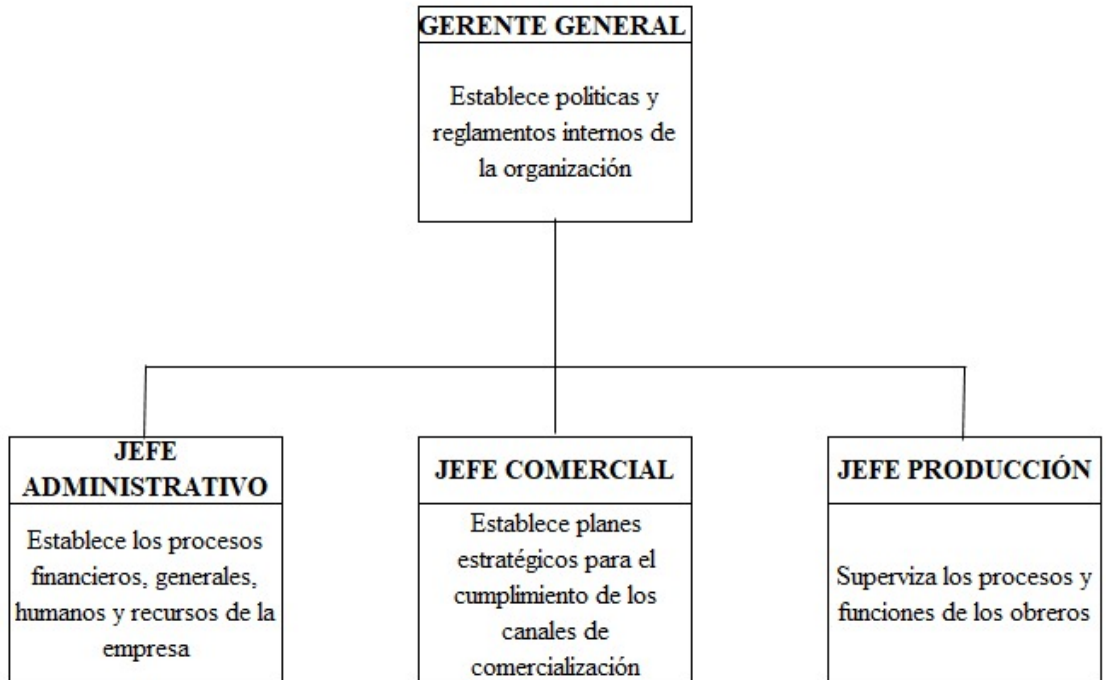 GERENTE GENERAL
Establece politicas y
reglamentos internos de
la organización
JEFE
ADMINISTRATIVO
Establece los procesos
financieros, generales,
humanos y recursos de la
empresa
JEFE COMERCIAL
Establece planes
estratégicos para el
cumplimiento de los
canales de
comercialización
JEFE PRODUCCIÓN
Superviza los procesos y
funciones de los obreros